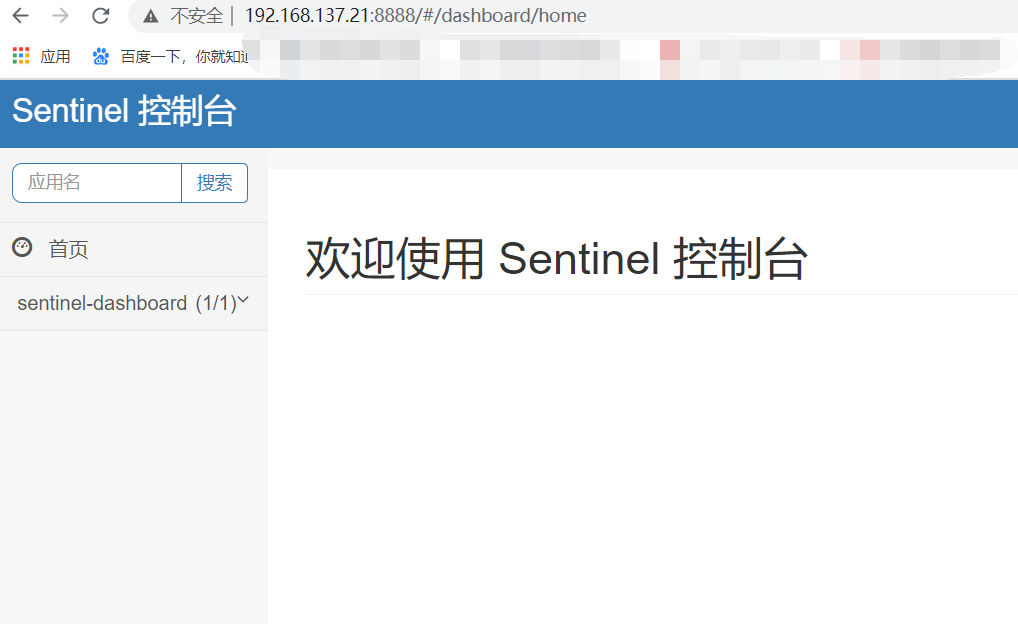 不安全 192.168.137.21:8888/#/dashboard/home
应用 百度一下，你就知道
Sentinel 控制台
应用名 搜索
首页
欢迎使用 Sentinel 控制台
sentinel-dashboard (1/1)